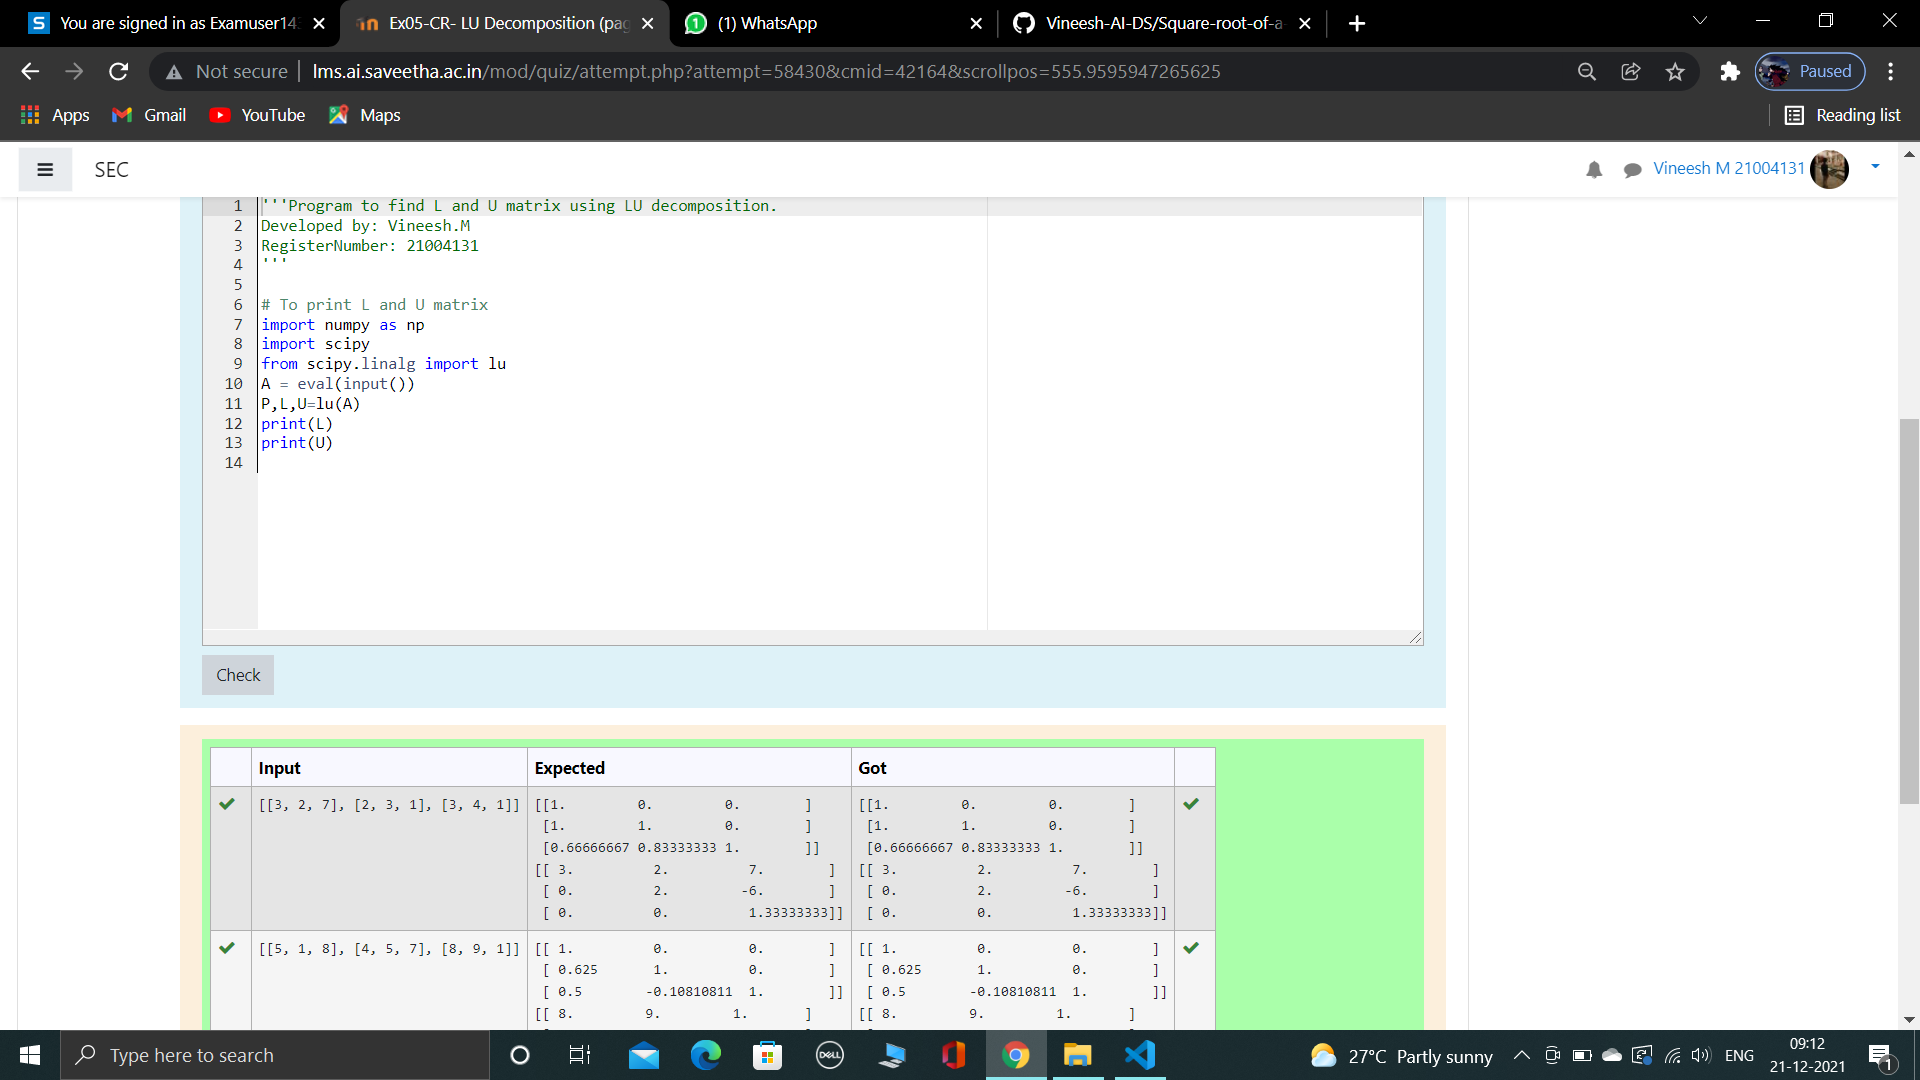 You are signed in as Examuser14
Ex05-CR- LU Decomposition (pag
(1) WhatsApp
Vineesh-AI-DS/Square-root-of-a
Not secure lms.ai.saveetha.ac.in/mod/quiz/attempt.php?attempt=58430&cmid=42164&scrollpos=555.9595947265625 Paused
Apps Gmail YouTube Maps Reading list
SEC Vineesh M 21004131
1 '''Program to find L and U matrix using LU decomposition.
2 Developed by: Vineesh.M
3 RegisterNumber: 21004131
4 '''
5
6 # To print L and U matrix
7 import numpy as np
8 import scipy
9 from scipy.linalg import lu
10 A = eval(input())
11 P,L,U=lu(A)
12 print(L)
13 print(U)
14
Check
Input Expected Got
[[3, 2, 7], [2, 3, 1], [3, 4, 1]] [[1. 0. 0. ] [[1. 0. 0. ]
[1. 1. 0. ] [1. 1. 0. ]
[0.66666667 0.83333333 1. ]] [0.66666667 0.83333333 1. ]]
[[ 3. 2. 7. ] [[ 3. 2. 7. ]
[ 0. 2. -6. ] [ 0. 2. -6. ]
[ 0. 0. 1.33333333]] [ 0. 0. 1.33333333]]
[[5, 1, 8], [4, 5, 7], [8, 9, 1]] [[ 1. 0. 0. ] [[ 1. 0. 0. ]
[ 0.625 1. 0. ] [ 0.625 1. 0. ]
[ 0.5 -0.10810811 1. ]] [ 0.5 -0.10810811 1. ]]
[[ 8. 9. 1. ] [[ 8. 9. 1. ]
Type here to search DELL 27°C Partly sunny ENG 09:12
21-12-2021 1